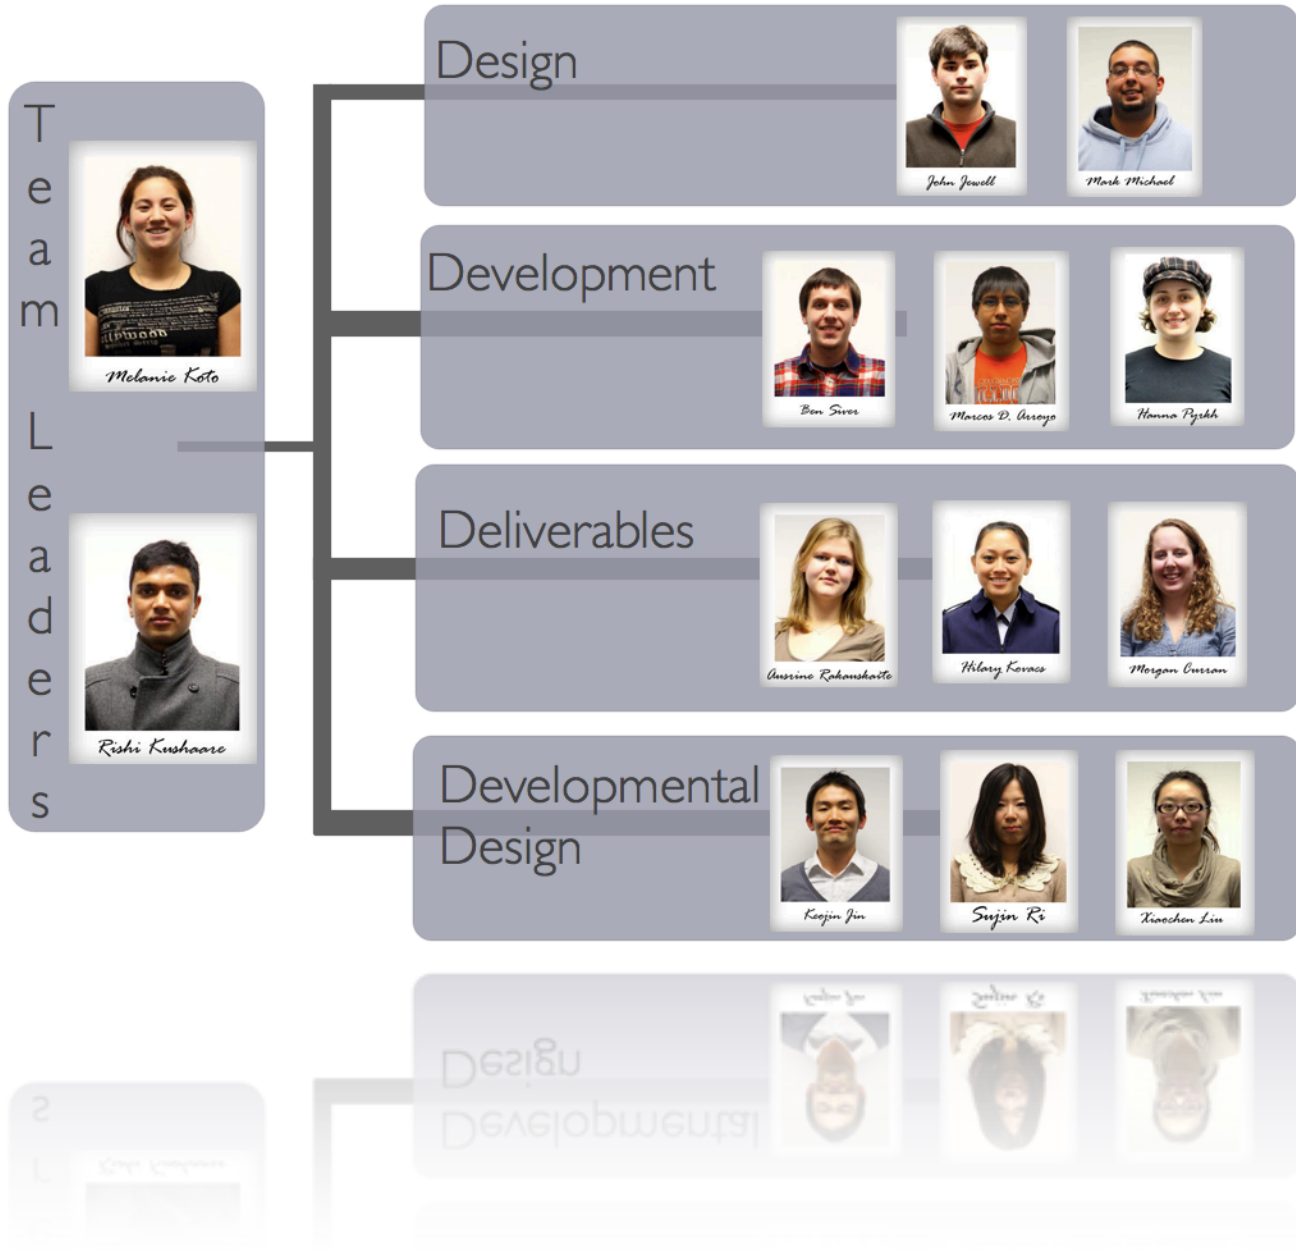 Team Leaders
Melanie Koto
Rishi Kushaare
Design
John Jewell
Mark Michael
Development
Ben Siver
Marcos D. Arroyo
Hanna Pyrkh
Deliverables
Ausrine Rakauskaite
Hilary Kovacs
Morgan Curran
Developmental
Design
Keojin Jin
Sujin Ri
Xiaochen Liu